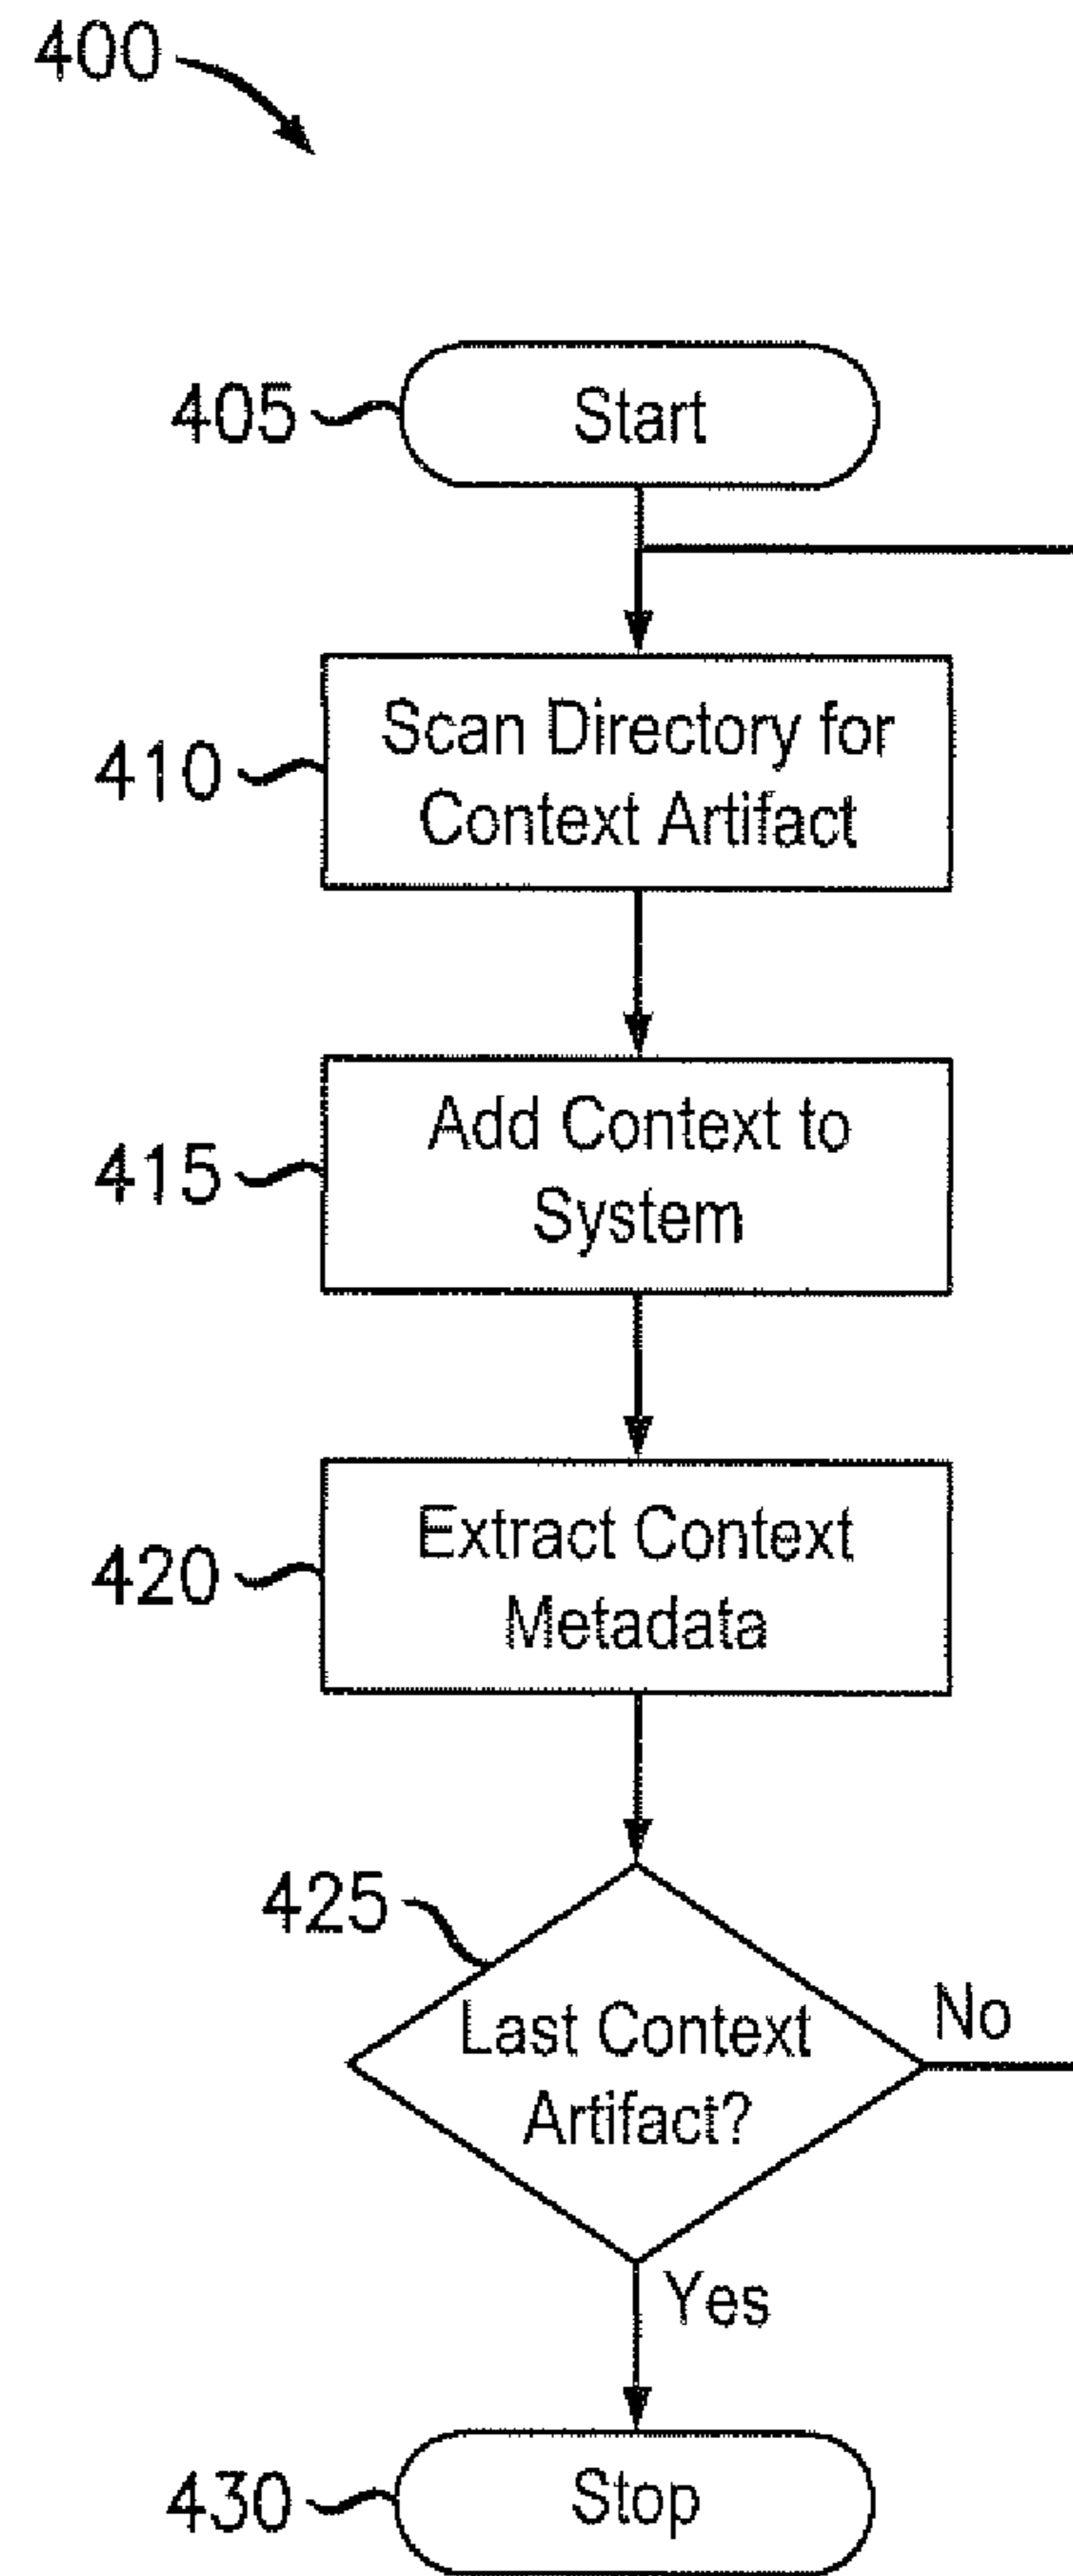 400
405
Start
410
Scan Directory for
Context Artifact
415
Add Context to
System
420
Extract Context
Metadata
425
Last Context
Artifact?
No
Yes
430
Stop